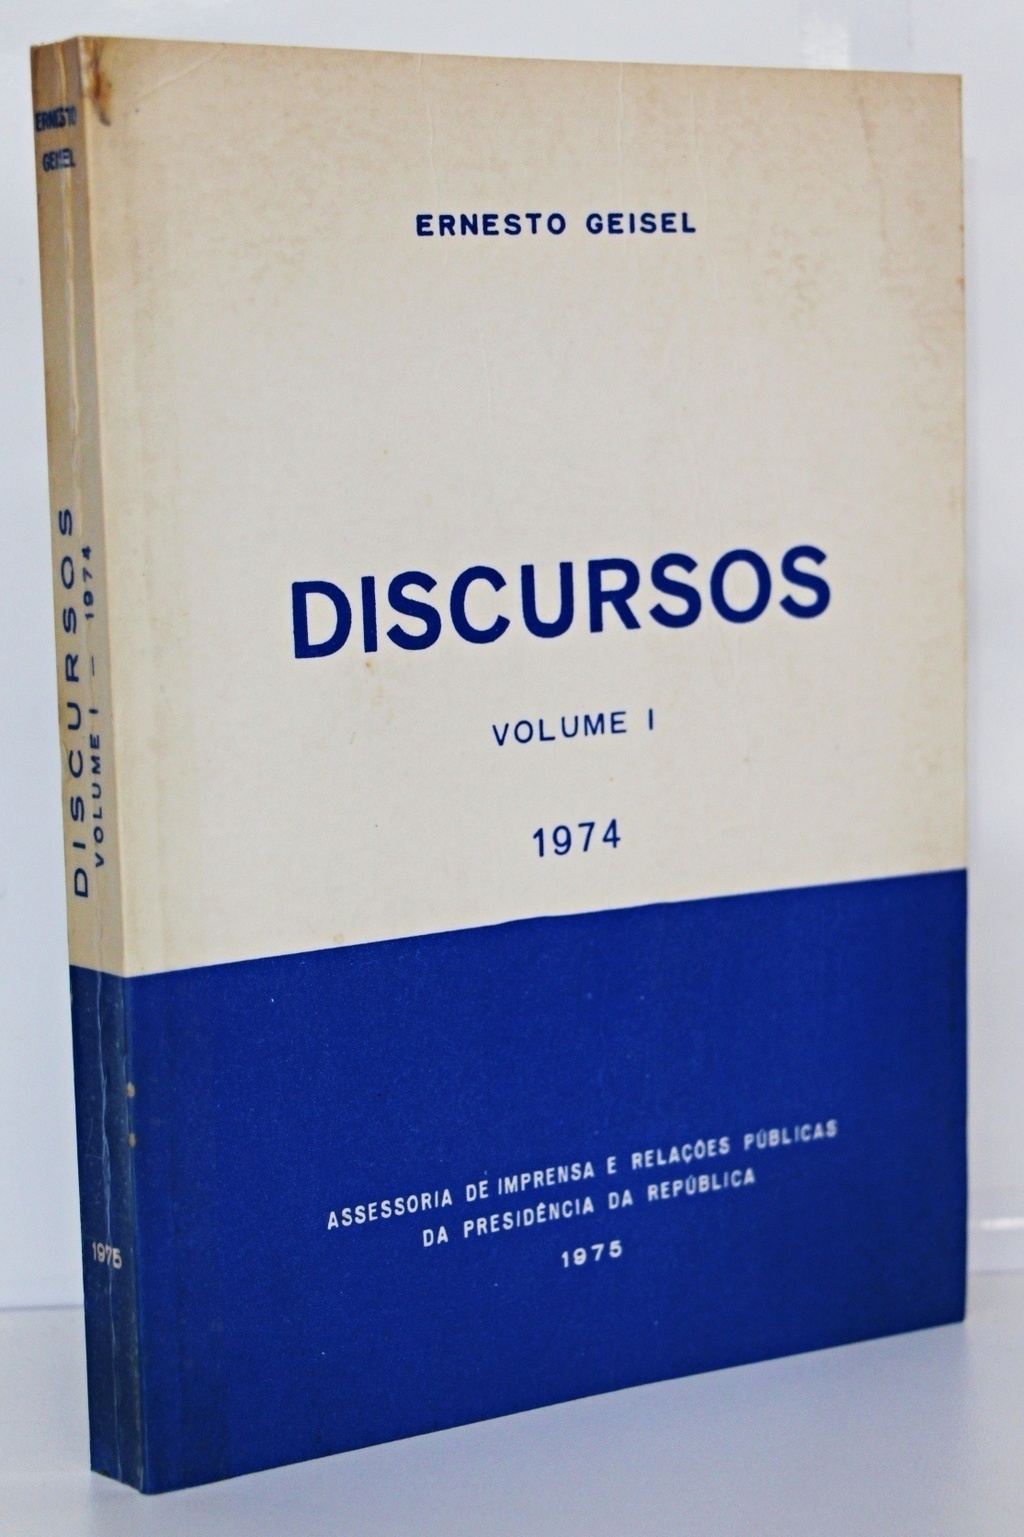 ERNESTO
GEISEL
DISCURSOS
VOLUME I — 1974
1975
ERNESTO GEISEL
DISCURSOS
VOLUME I
1974
ASSESSORIA DE IMPRENSA E RELAÇÕES PÚBLICAS
DA PRESIDÊNCIA DA REPÚBLICA
1975